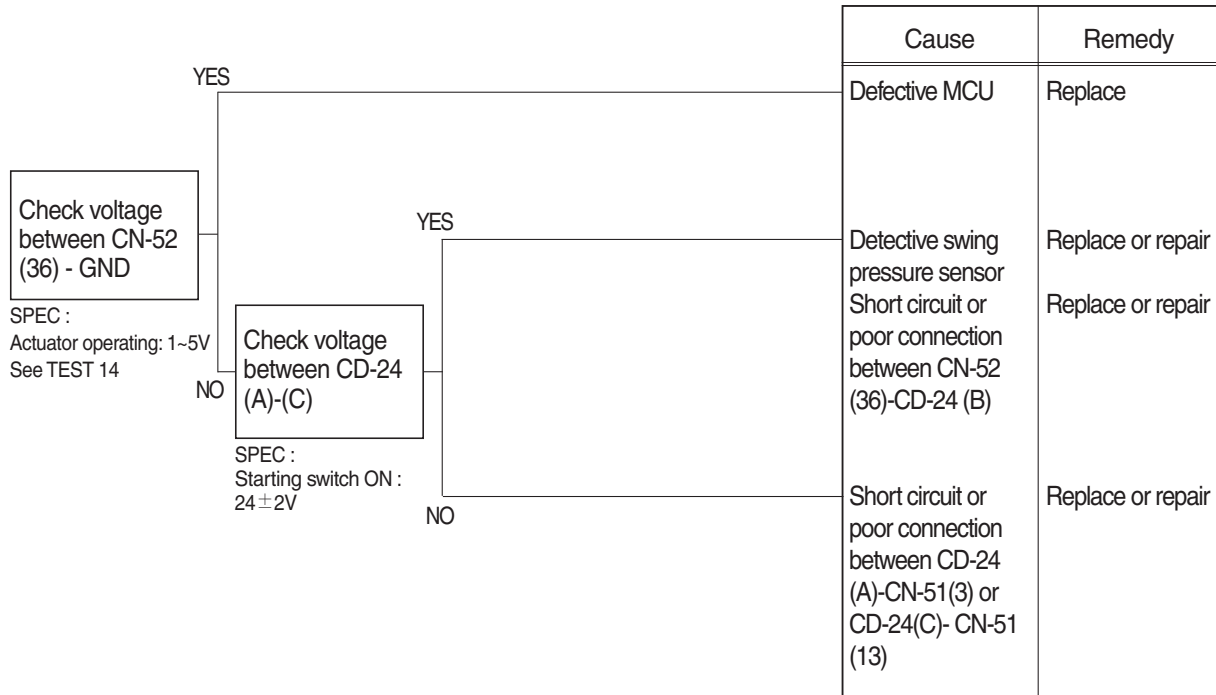 Cause
Remedy
YES
Defective MCU
Replace
Check voltage
between CN-52
(36) - GND
SPEC :
Actuator operating: 1~5V
See TEST 14
YES
Detective swing
pressure sensor
Replace or repair
Short circuit or
poor connection
between CN-52
(36)-CD-24 (B)
Replace or repair
NO
Check voltage
between CD-24
(A)-(C)
SPEC :
Starting switch ON :
24±2V
NO
Short circuit or
poor connection
between CD-24
(A)-CN-51(3) or
CD-24(C)- CN-51
(13)
Replace or repair